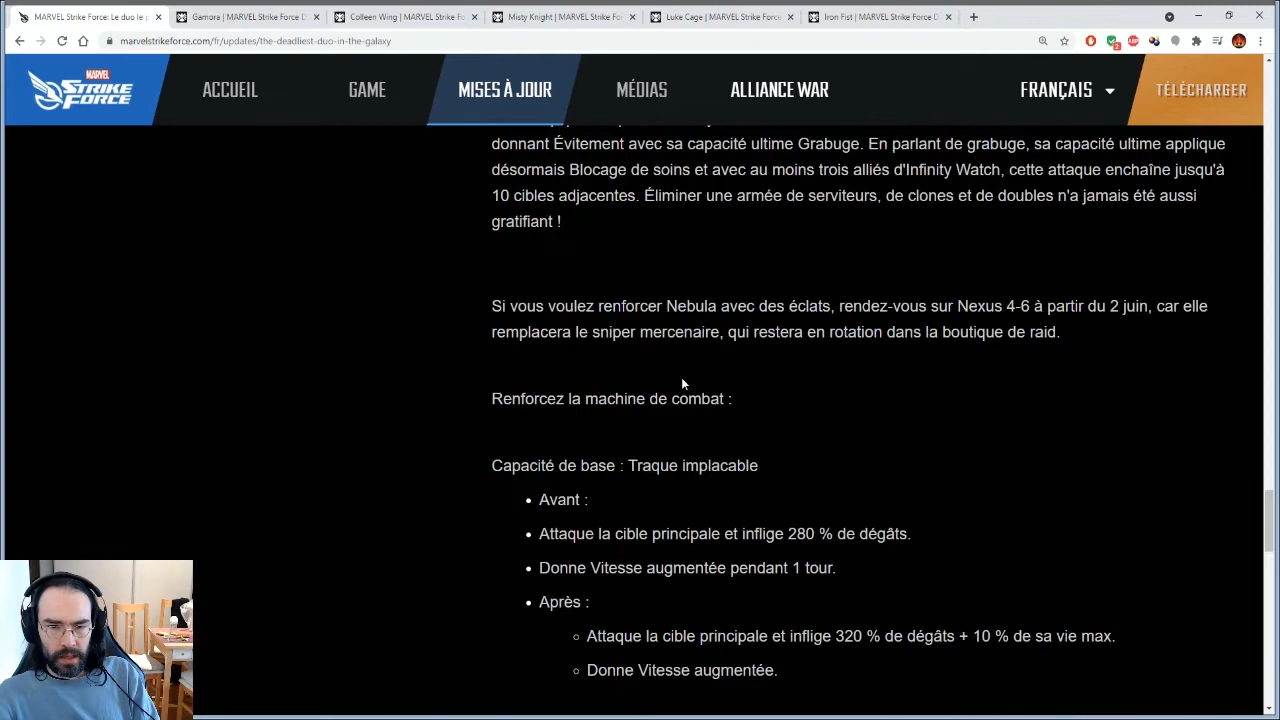 MARVEL Strike Force: Le duo le p
Gamora | MARVEL Strike Force D
Colleen Wing | MARVEL Strike Fo
Misty Knight | MARVEL Strike For
Luke Cage | MARVEL Strike Force
Iron Fist | MARVEL Strike Force D
marvelstrikeforce.com/fr/updates/the-deadliest-duo-in-the-galaxy
MARVEL
STRIKE
FORCE
ACCUEIL
GAME
MISES À JOUR
MÉDIAS
ALLIANCE WAR
FRANÇAIS
TÉLÉCHARGER
donnant Évitement avec sa capacité ultime Grabuge. En parlant de grabuge, sa capacité ultime applique
désormais Blocage de soins et avec au moins trois alliés d'Infinity Watch, cette attaque enchaîne jusqu'à
10 cibles adjacentes. Éliminer une armée de serviteurs, de clones et de doubles n'a jamais été aussi
gratifiant !
Si vous voulez renforcer Nebula avec des éclats, rendez-vous sur Nexus 4-6 à partir du 2 juin, car elle
remplacera le sniper mercenaire, qui restera en rotation dans la boutique de raid.
Renforcez la machine de combat :
Capacité de base : Traque implacable
Avant :
Attaque la cible principale et inflige 280 % de dégâts.
Donne Vitesse augmentée pendant 1 tour.
Après :
Attaque la cible principale et inflige 320 % de dégâts + 10 % de sa vie max.
Donne Vitesse augmentée.